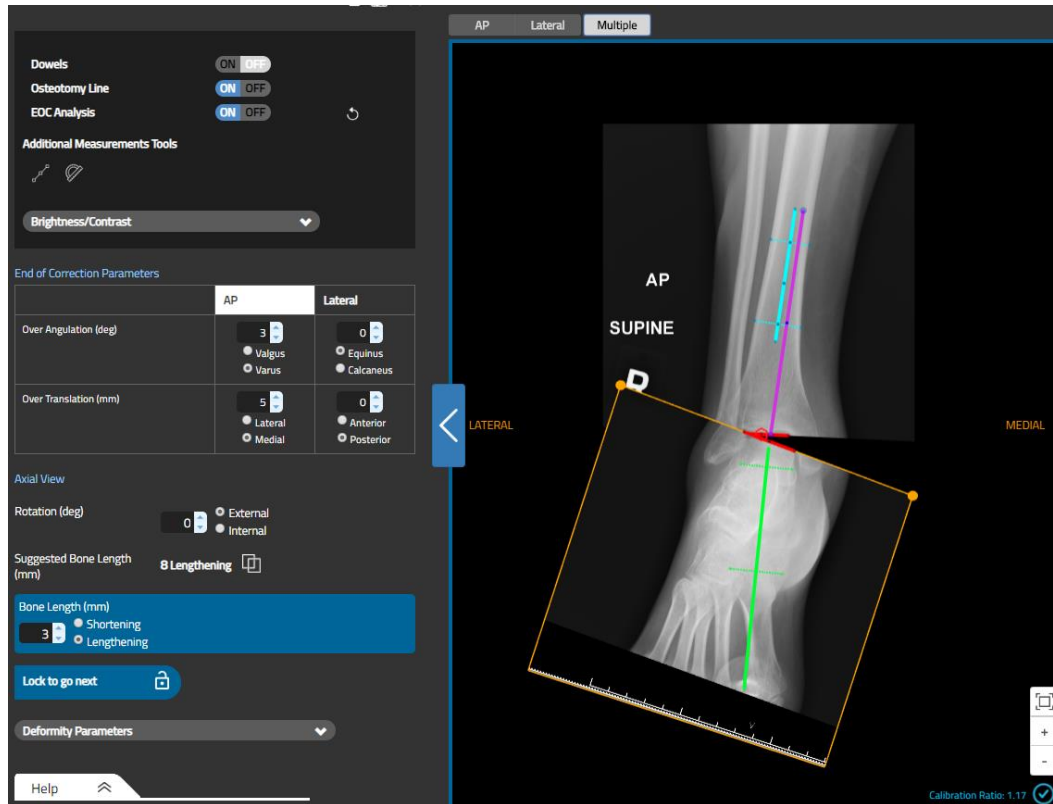 AP Lateral Multiple
Dowels ON OFF
Osteotomy Line ON OFF
EOC Analysis ON OFF
Additional Measurements Tools
Brightness/Contrast
End of Correction Parameters
AP Lateral
Over Angulation (deg) 3 0
Valgus Equinus
Varus Calcaneus
Over Translation (mm) 5 0
Lateral Anterior
Medial Posterior
Axial View
Rotation (deg) 0 External
Internal
Suggested Bone Length
(mm) 8 Lengthening
Bone Length (mm)
3 Shortening
Lengthening
Lock to go next
Deformity Parameters
Help
AP
SUPINE
R
LATERAL MEDIAL
+
-
Calibration Ratio: 1.17